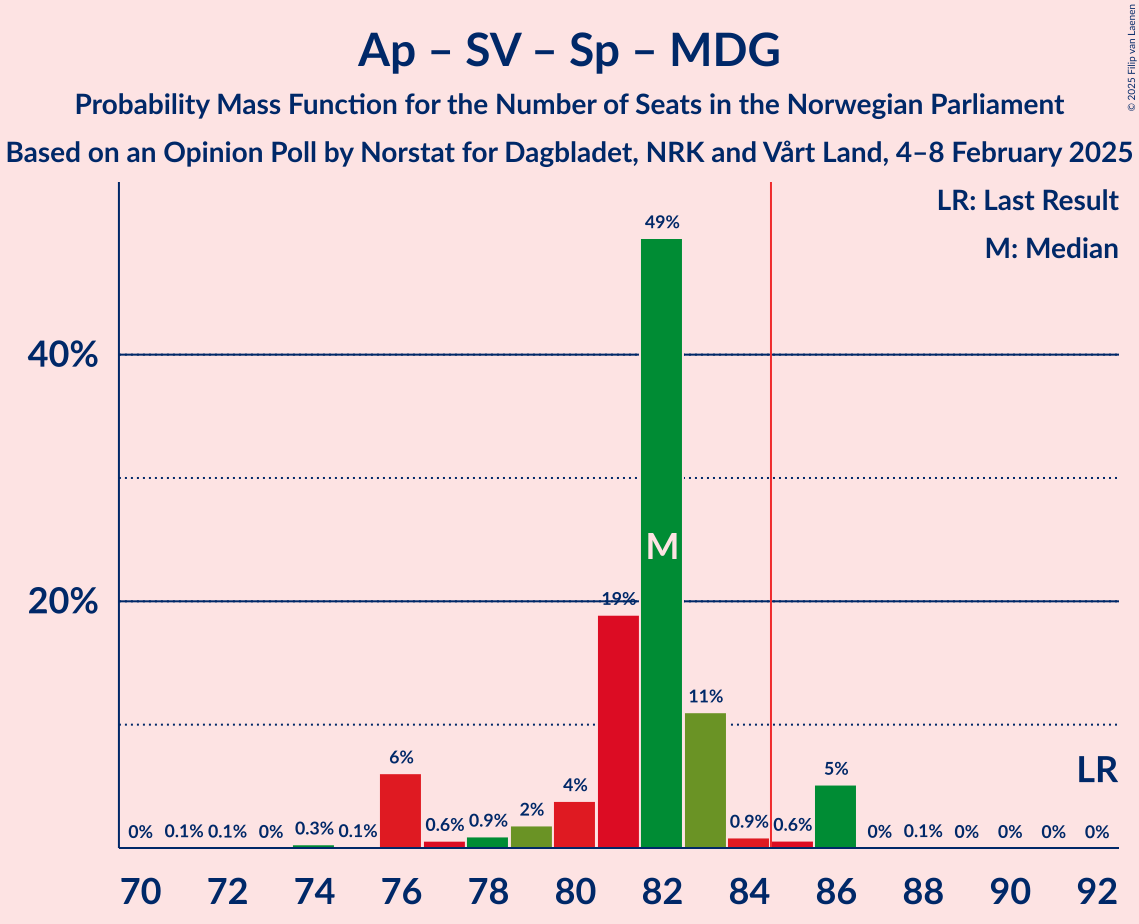 Ap – SV – Sp – MDG
Probability Mass Function for the Number of Seats in the Norwegian Parliament
Based on an Opinion Poll by Norstat for Dagbladet, NRK and Vårt Land, 4–8 February 2025
© 2025 Filip van Laenen
LR: Last Result
M: Median
49%
40%
M
20%
19%
11%
LR
6%
5%
4%
2%
0% 0.1% 0.1% 0% 0.3% 0.1% 0.6% 0.9% 0.9% 0.6% 0% 0.1% 0% 0% 0% 0%
70 72 74 76 78 80 82 84 86 88 90 92